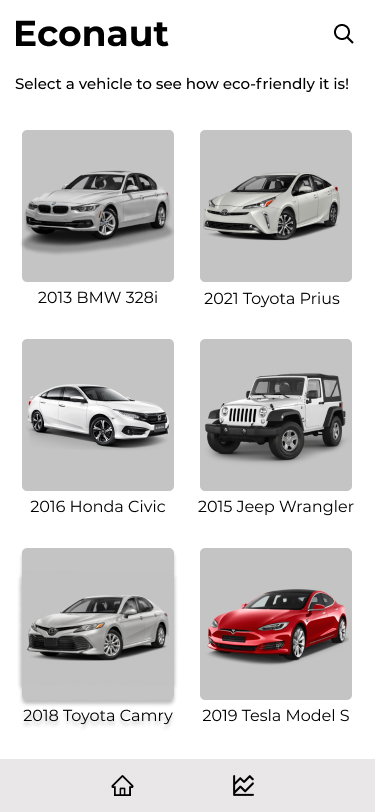 Econaut
Select a vehicle to see how eco-friendly it is!
2013 BMW 328i
2021 Toyota Prius
2016 Honda Civic
2015 Jeep Wrangler
2018 Toyota Camry
2019 Tesla Model S